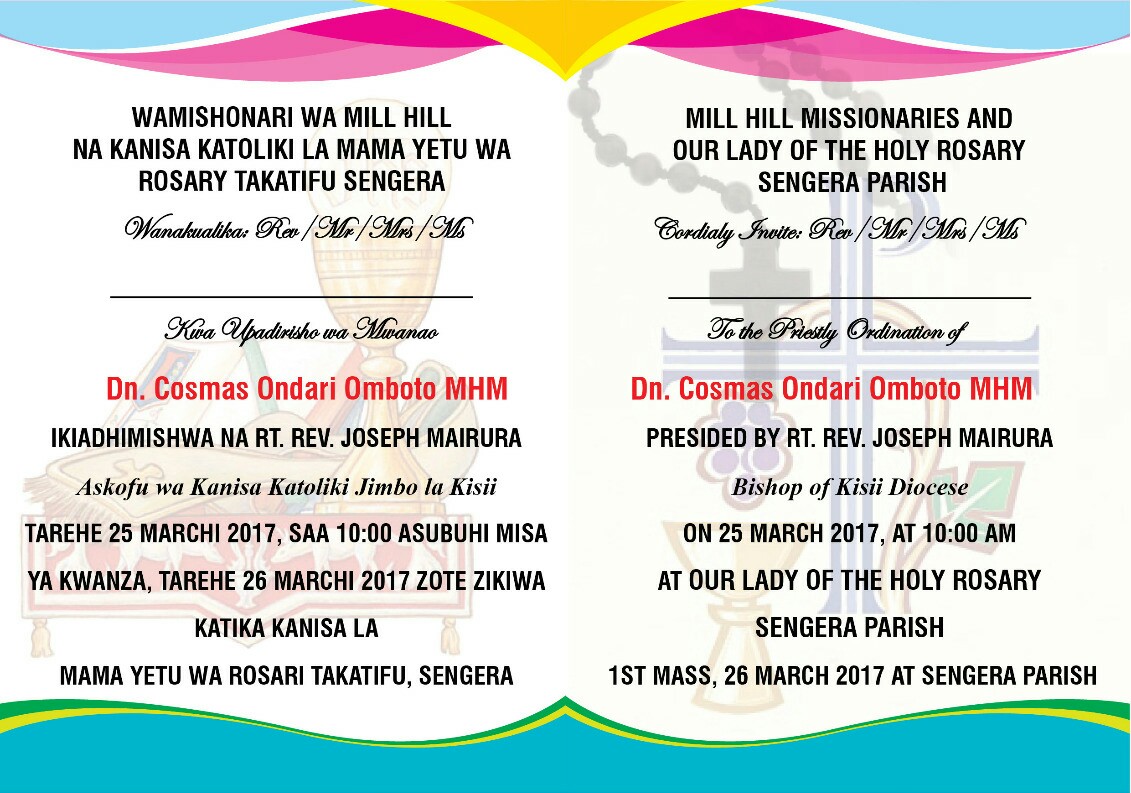 WAMISHONARI WA MILL HILL
NA KANISA KATOLIKI LA MAMA YETU WA
ROSARY TAKATIFU SENGERA
Wanakualika: Rev/Mr/Mrs/Ms
Kwa Upadirisho wa Mwanao
Dn. Cosmas Ondari Omboto MHM
IKIADHIMISHWA NA RT. REV. JOSEPH MAIRURA
Askofu wa Kanisa Katoliki Jimbo la Kisii
TAREHE 25 MARCHI 2017, SAA 10:00 ASUBUHI MISA
YA KWANZA, TAREHE 26 MARCHI 2017 ZOTE ZIKIWA
KATIKA KANISA LA
MAMA YETU WA ROSARI TAKATIFU, SENGERA
MILL HILL MISSIONARIES AND
OUR LADY OF THE HOLY ROSARY
SENGERA PARISH
Cordialy Invite: Rev/Mr/Mrs/Ms
To the Priestly Ordination of
Dn. Cosmas Ondari Omboto MHM
PRESIDED BY RT. REV. JOSEPH MAIRURA
Bishop of Kisii Diocese
ON 25 MARCH 2017, AT 10:00 AM
AT OUR LADY OF THE HOLY ROSARY
SENGERA PARISH
1ST MASS, 26 MARCH 2017 AT SENGERA PARISH